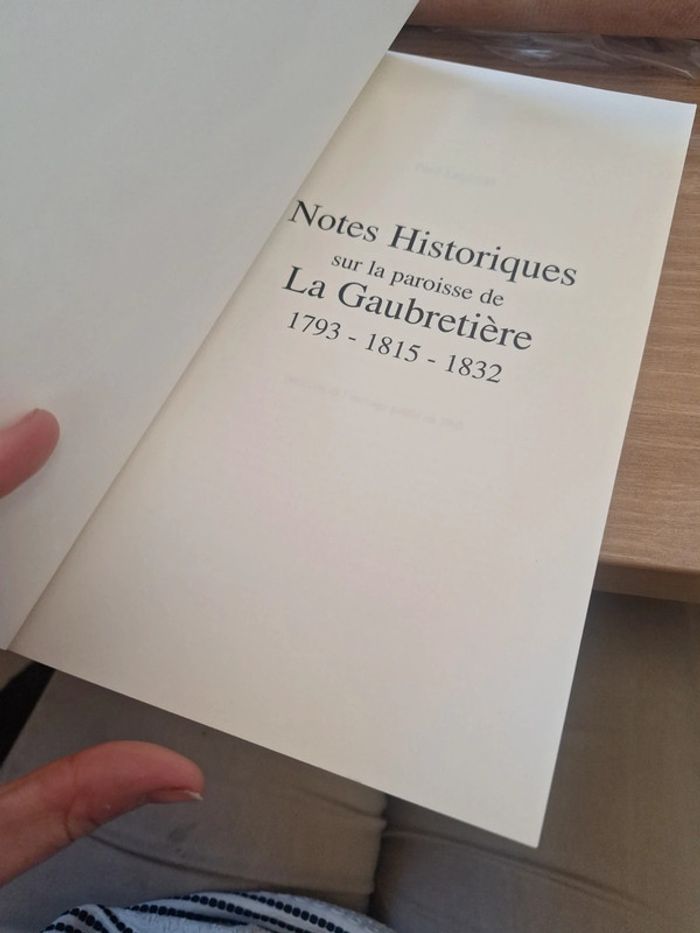 Notes Historiques
sur la paroisse de
La Gaubretière
1793 - 1815 - 1832